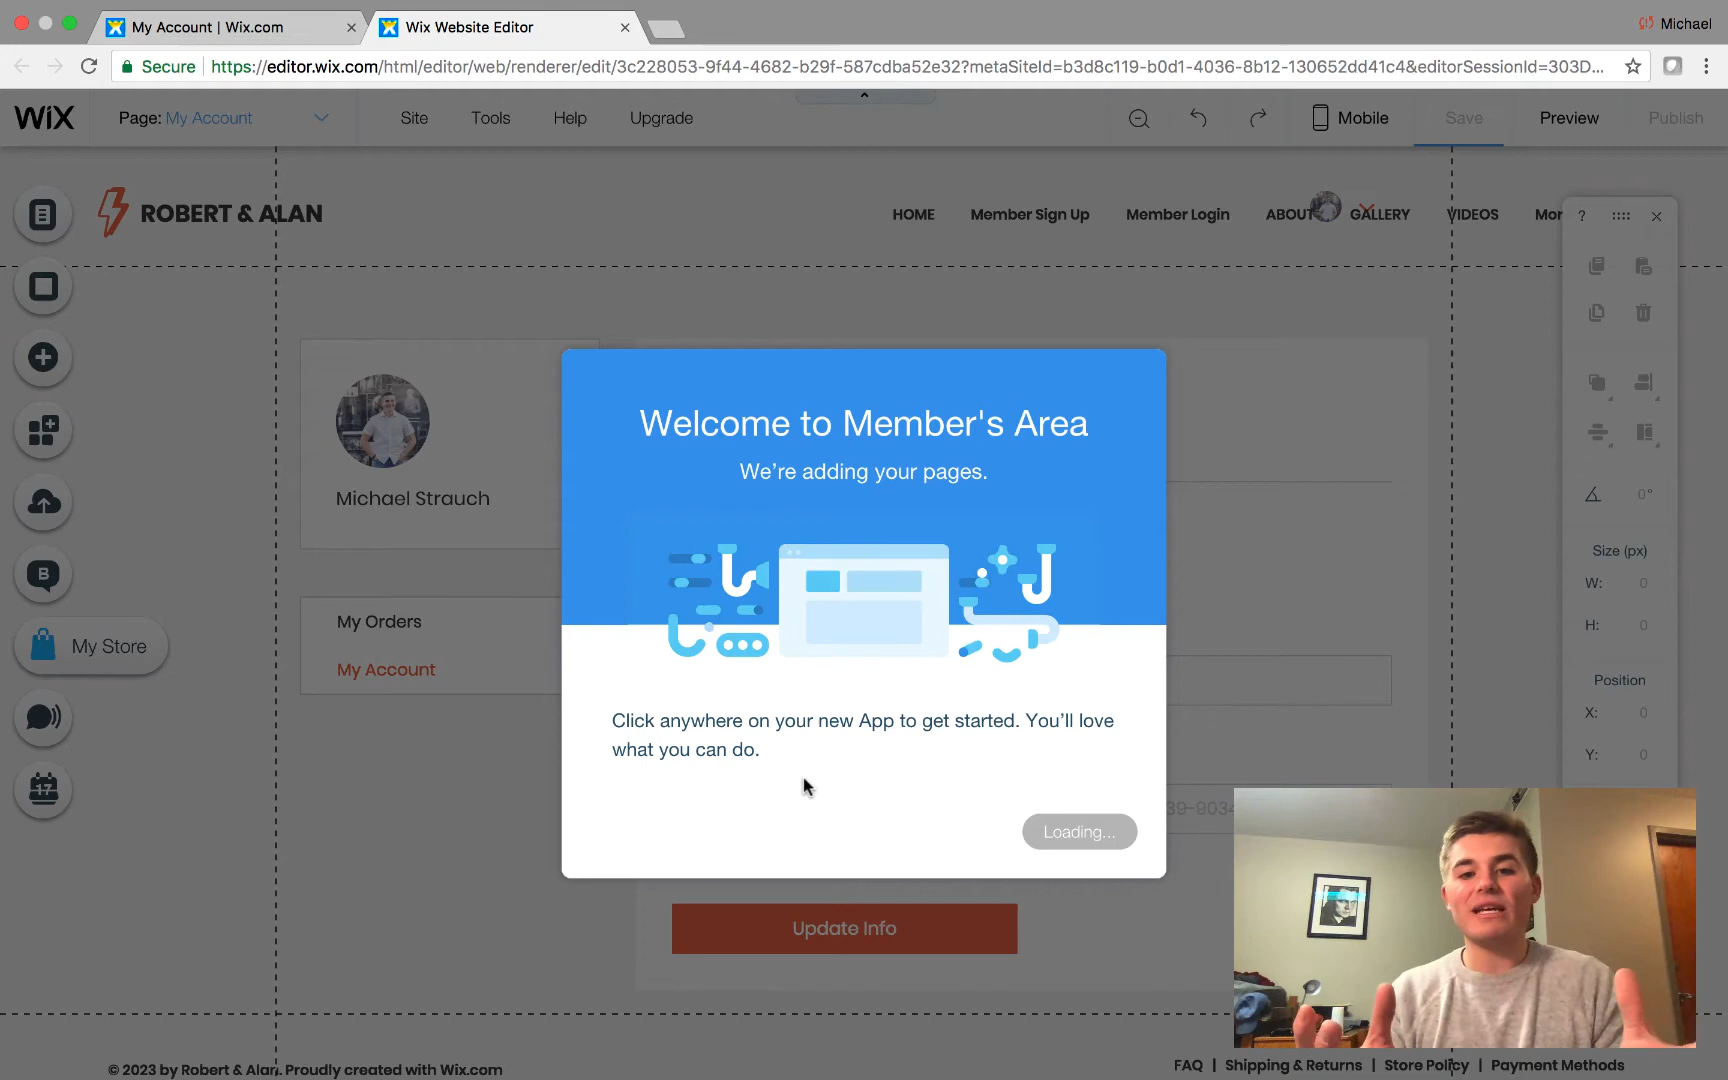 My Account | Wix.com
Wix Website Editor
Michael
Secure
https://editor.wix.com/html/editor/web/renderer/edit/3c228053-9f44-4682-b29f-587cdba52e32?metaSiteId=b3d8c119-b0d1-4036-8b12-130652dd41c4&editorSessionId=303D...
WiX
Page: My Account
Site
Tools
Help
Upgrade
Mobile
Save
Preview
Publish
ROBERT & ALAN
HOME
Member Sign Up
Member Login
ABOUT
GALLERY
VIDEOS
Mor
?
Michael Strauch
My Orders
My Account
B
My Store
17
Welcome to Member's Area
We're adding your pages.
Click anywhere on your new App to get started. You'll love
what you can do.
Loading...
Update Info
0°
Size (px)
W: 0
H: 0
Position
X: 0
Y: 0
39-9034
© 2023 by Robert & Alan. Proudly created with Wix.com
FAQ | Shipping & Returns | Store Policy | Payment Methods